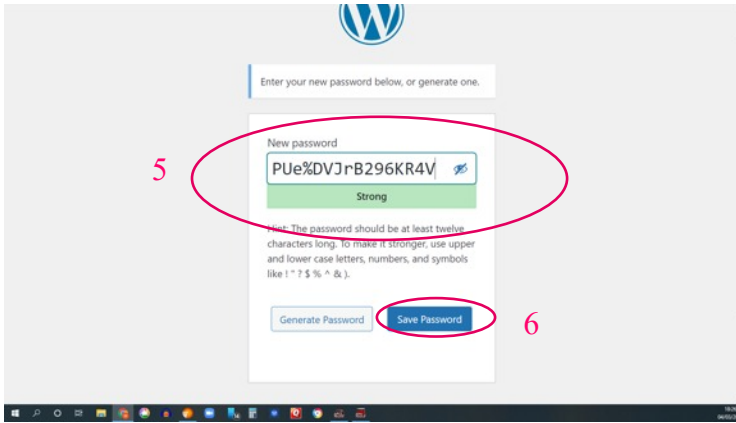 Enter your new password below, or generate one.
New password
5
PUe%DVJrB296KR4V
Strong
Hint: The password should be at least twelve
characters long. To make it stronger, use upper
and lower case letters, numbers, and symbols
like ! " ? $ % ^ & ).
Generate Password
Save Password
6